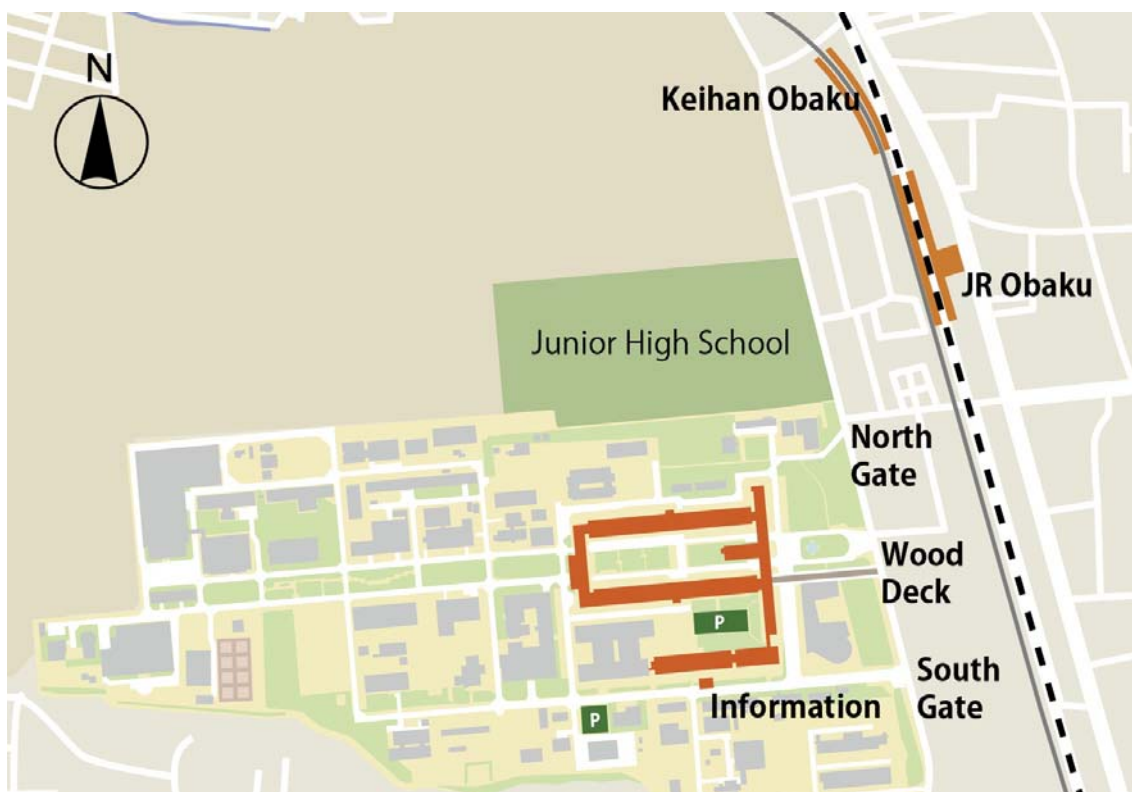 N
Keihan Obaku
JR Obaku
Junior High School
North
Gate
Wood
Deck
P
South
Gate
Information
P